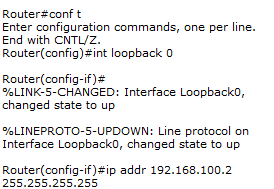 Router#conf t
Enter configuration commands, one per line.
End with CNTL/Z.
Router(config)#int loopback 0
Router(config-if)#
%LINK-5-CHANGED: Interface Loopback0,
changed state to up
%LINEPROTO-5-UPDOWN: Line protocol on
Interface Loopback0, changed state to up
Router(config-if)#ip addr 192.168.100.2
255.255.255.255